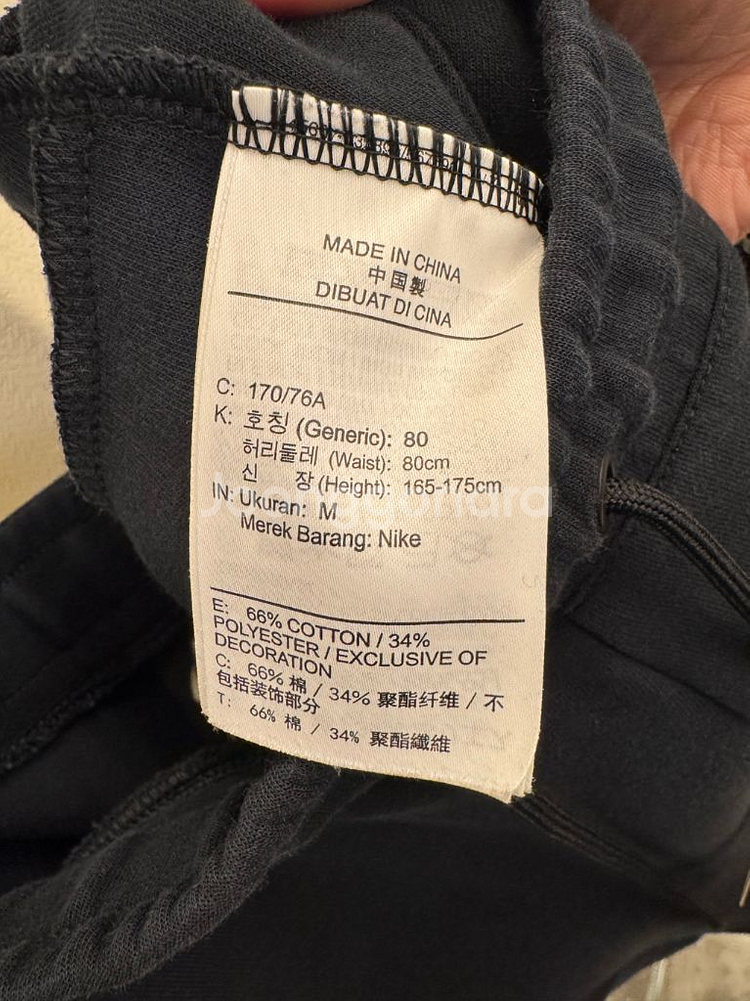 MADE IN CHINA
中国製
DIBUAT DI CINA
C: 170/76A
K: 호칭 (Generic): 80
허리둘레 (Waist): 80cm
신 장 (Height): 165-175cm
IN: Ukuran: M
Merek Barang: Nike
E: 66% COTTON / 34%
POLYESTER / EXCLUSIVE OF
DECORATION
C: 66% 棉 / 34% 聚酯纤维 / 不
包括装饰部分
T: 66% 棉 / 34% 聚酯纖維